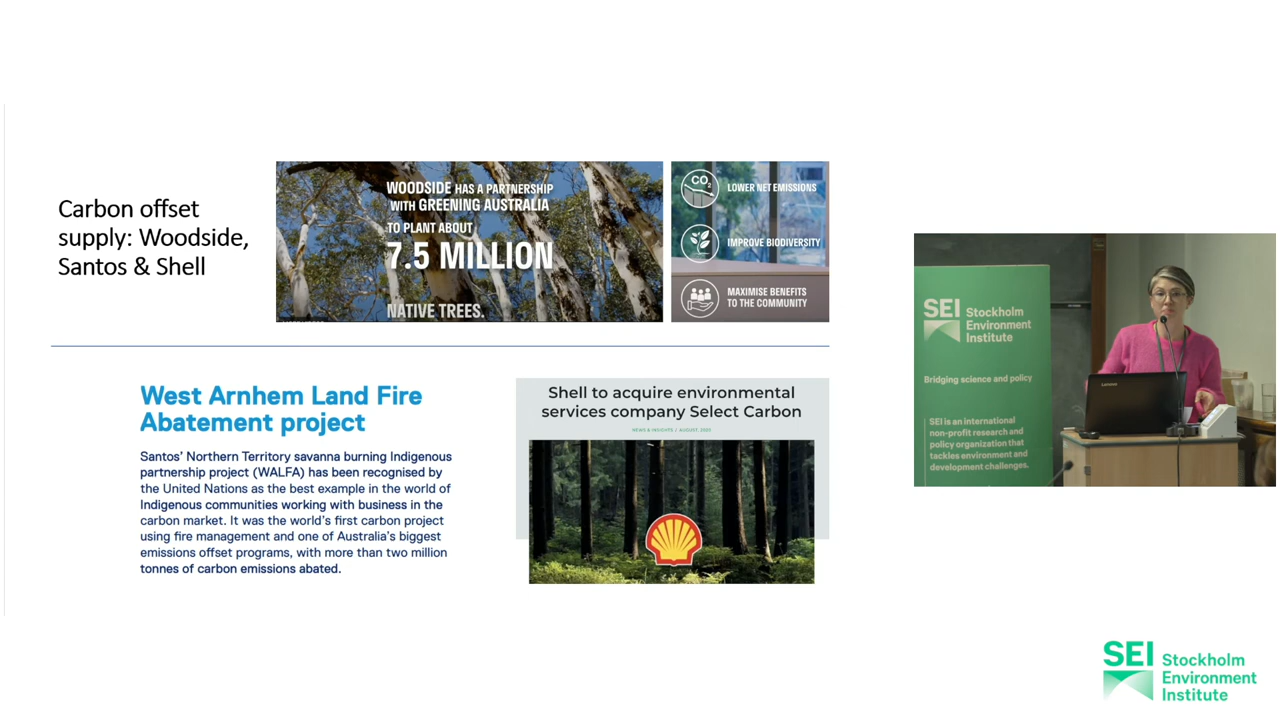 Carbon offset
supply: Woodside,
Santos & Shell
WOODSIDE HAS A PARTNERSHIP
WITH GREENING AUSTRALIA
TO PLANT ABOUT
7.5 MILLION
NATIVE TREES.
CO2
LOWER NET EMISSIONS
IMPROVE BIODIVERSITY
MAXIMISE BENEFITS
TO THE COMMUNITY
West Arnhem Land Fire
Abatement project
Santos’ Northern Territory savanna burning Indigenous
partnership project (WALFA) has been recognised by
the United Nations as the best example in the world of
Indigenous communities working with business in the
carbon market. It was the world’s first carbon project
using fire management and one of Australia’s biggest
emissions offset programs, with more than two million
tonnes of carbon emissions abated.
Shell to acquire environmental
services company Select Carbon
NEWS & INSIGHTS / AUGUST, 2020
SEI Stockholm
Environment
Institute
Bridging science and policy
SEI is an international
non-profit research and
policy organization that
tackles environment and
development challenges.
Lenovo
SEI Stockholm
Environment
Institute